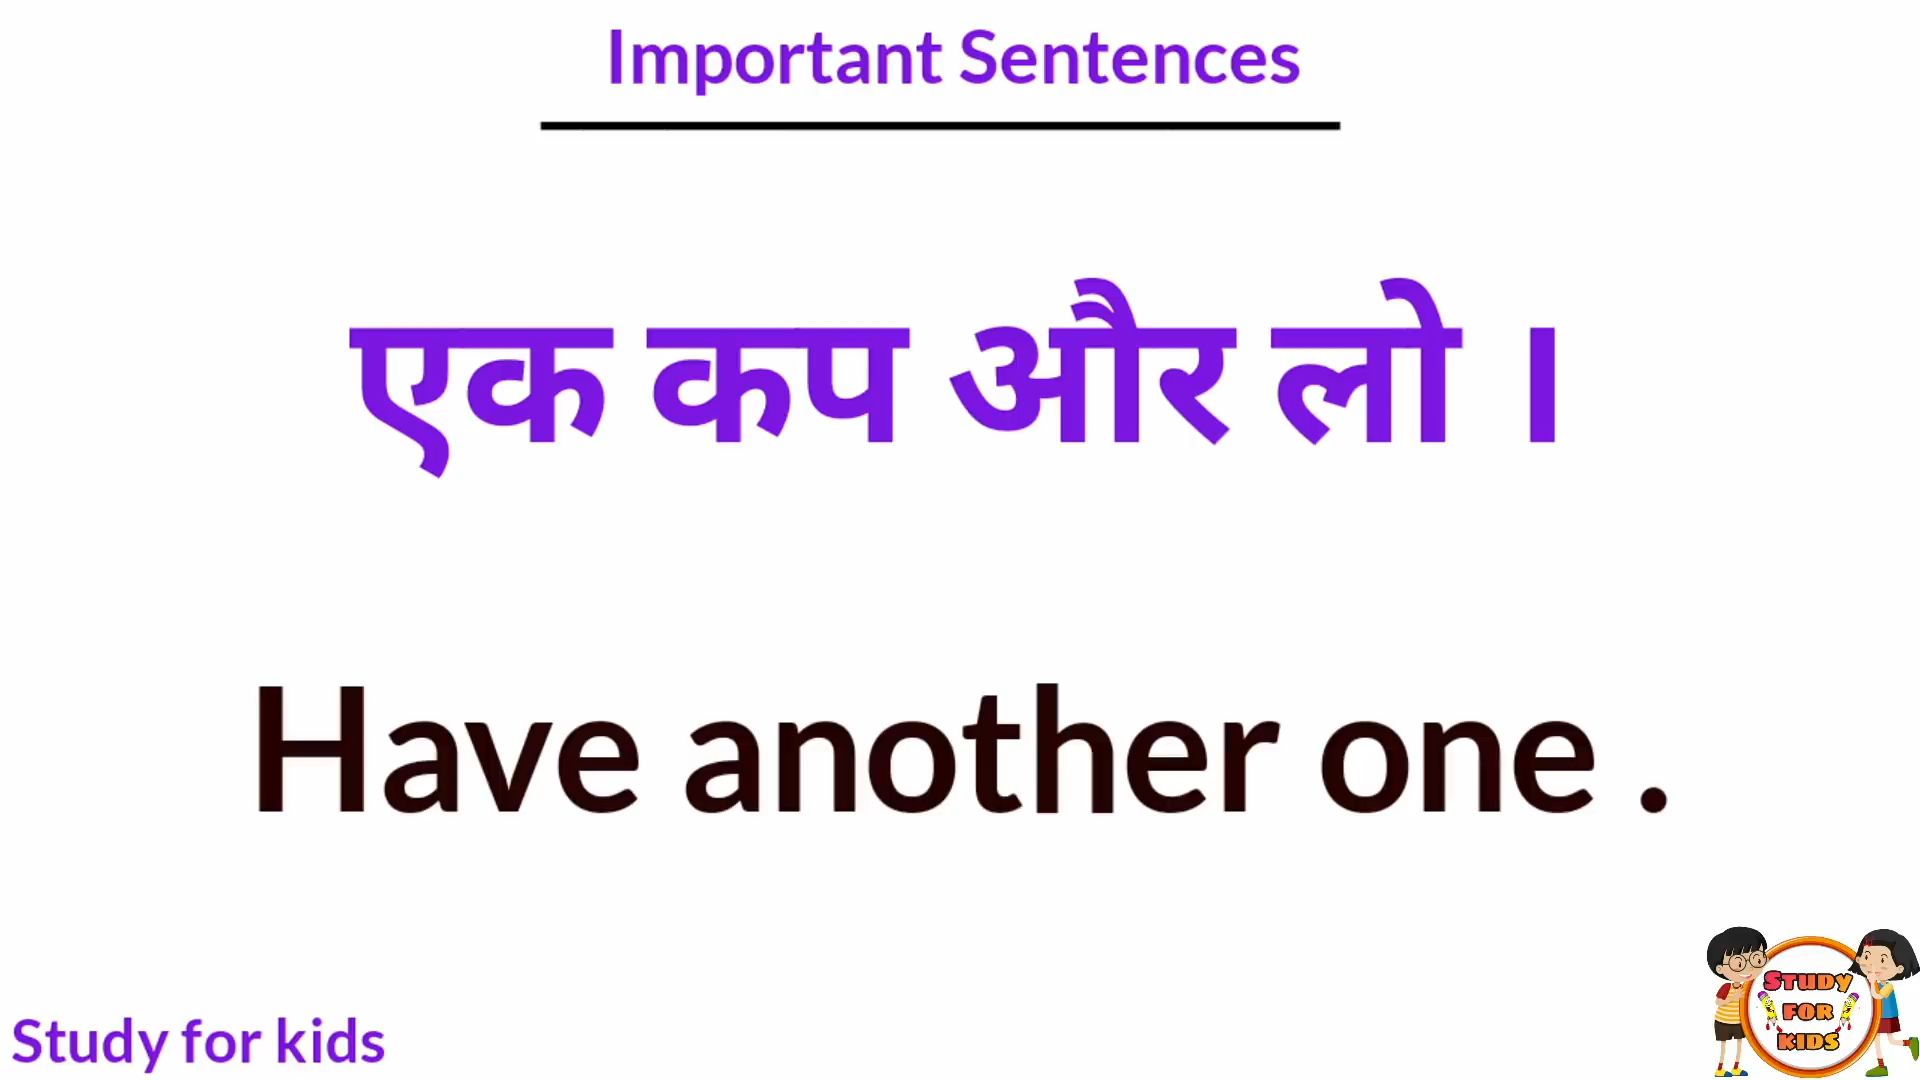 Important Sentences
एक कप और लो ।
Have another one .
Study for kids
STUDY
FOR
KIDS